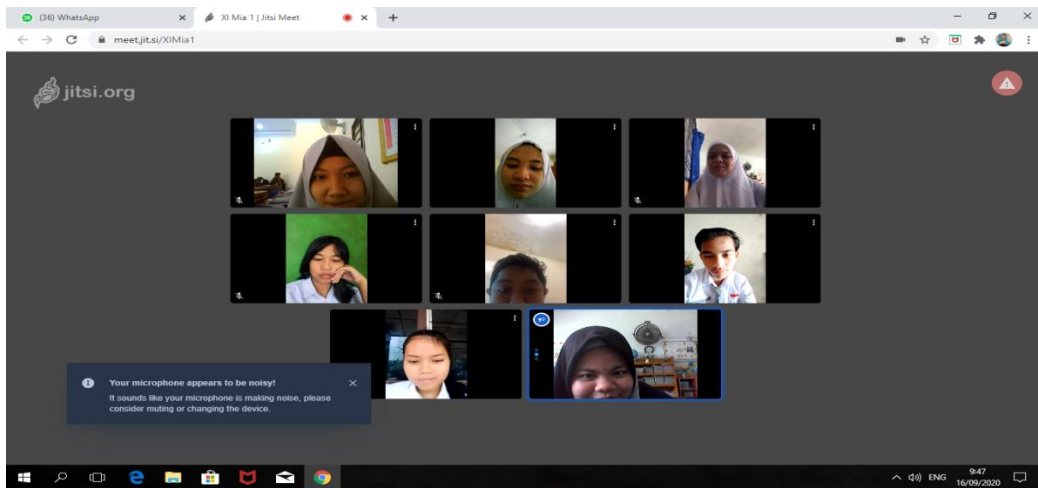 (36) WhatsApp
XI Mia 1 | Jitsi Meet
meet.jit.si/XIMia1
jitsi.org
Your microphone appears to be noisy!
It sounds like your microphone is making noise, please
consider muting or changing the device.
ENG
9:47
16/09/2020